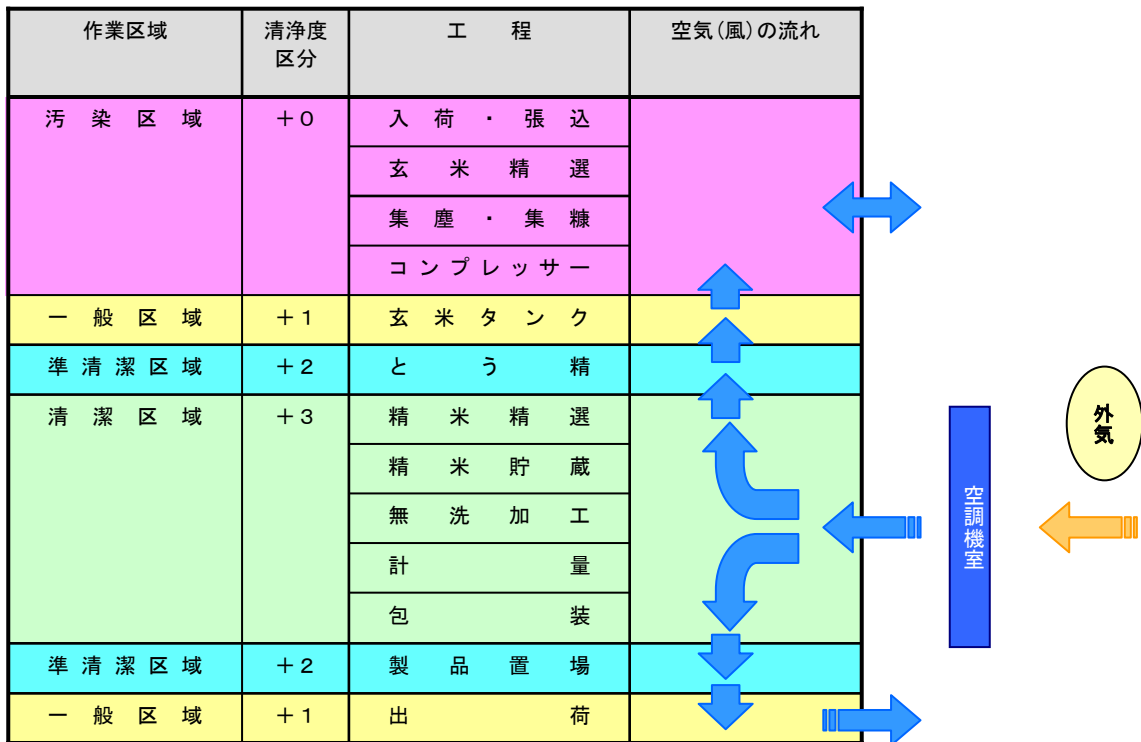 作業区域 清浄度区分 工程 空気(風)の流れ
汚染区域 +0 入荷・張込
玄米精選
集塵・集糠
コンプレッサー
一般区域 +1 玄米タンク
準清潔区域 +2 とう精
清潔区域 +3 精米精選
精米貯蔵
無洗加工
計量
包装
準清潔区域 +2 製品置場
一般区域 +1 出荷
空調機室
外気